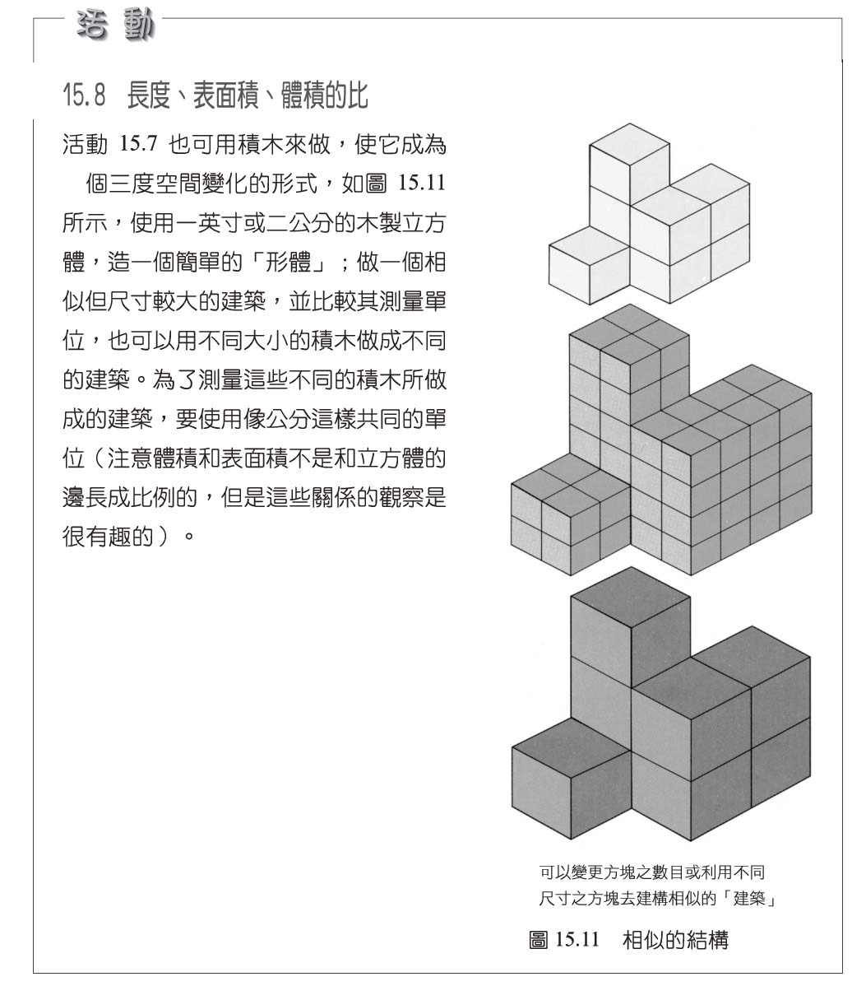 活動
15.8 長度、表面積、體積的比
活動 15.7 也可用積木來做,使它成為
個三度空間變化的形式,如圖 15.11
所示,使用一英寸或二公分的木製立方
體,造一個簡單的「形體」;做一個相
似但尺寸較大的建築,並比較其測量單
位,也可以用不同大小的積木做成不同
的建築。為了測量這些不同的積木所做
成的建築,要使用像公分這樣共同的單
位(注意體積和表面積不是和立方體的
邊長成比例的,但是這些關係的觀察是
很有趣的)。
可以變更方塊之數目或利用不同
尺寸之方塊去建構相似的「建築」
圖 15.11 相似的結構